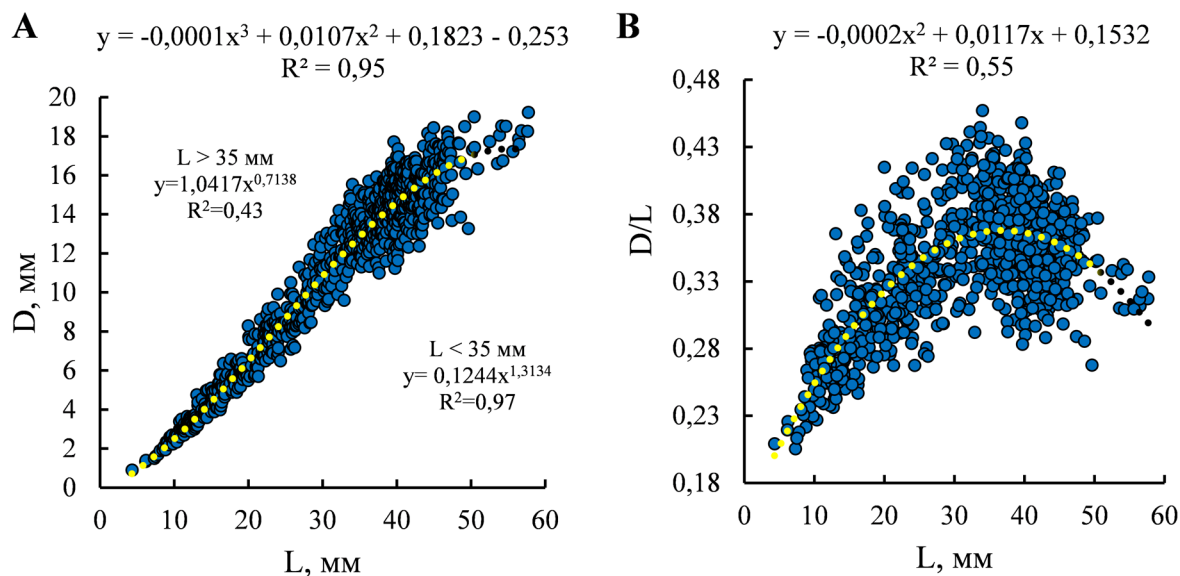 A
y = -0,0001x³ + 0,0107x² + 0,1823 - 0,253
R² = 0,95
20
18
16
14
12
10
8
6
4
2
0
D, мм
L > 35 мм
y=1,0417x^0,7138
R²=0,43
L < 35 мм
y= 0,1244x^1,3134
R²=0,97
0 10 20 30 40 50 60
L, мм
B
y = -0,0002x² + 0,0117x + 0,1532
R² = 0,55
0,48
0,43
0,38
0,33
0,28
0,23
0,18
D/L
0 10 20 30 40 50 60
L, мм